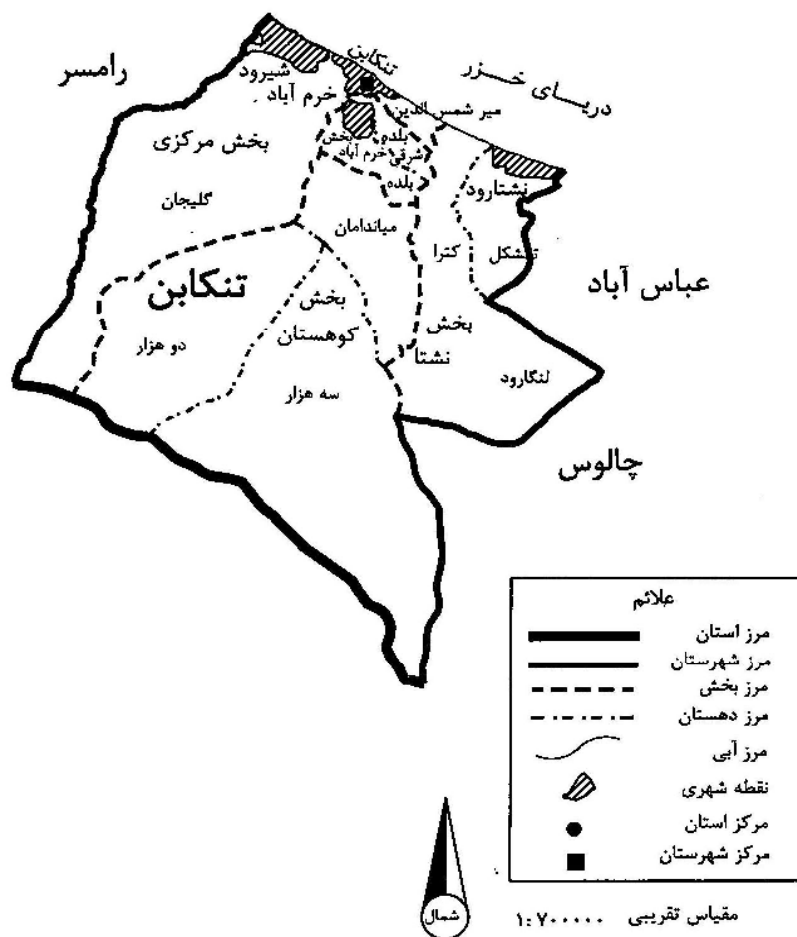 رامسر
دریای خزر
تنکابن
شیرود
خرم آباد
میر شمس الدین
بلده
شرقی
بخش
خرم آباد
بخش مرکزی
بلده
نشتارود
گلیجان
میاندامان
کترا
تمشکل
تنکابن
عباس آباد
بخش
کوهستان
بخش
نشتا
دو هزار
سه هزار
لنگارود
چالوس
علائم
مرز استان
مرز شهرستان
مرز بخش
مرز دهستان
مرز آبی
نقطه شهری
مرکز استان
مرکز شهرستان
شمال
مقیاس تقریبی ۱:۷۰۰۰۰۰